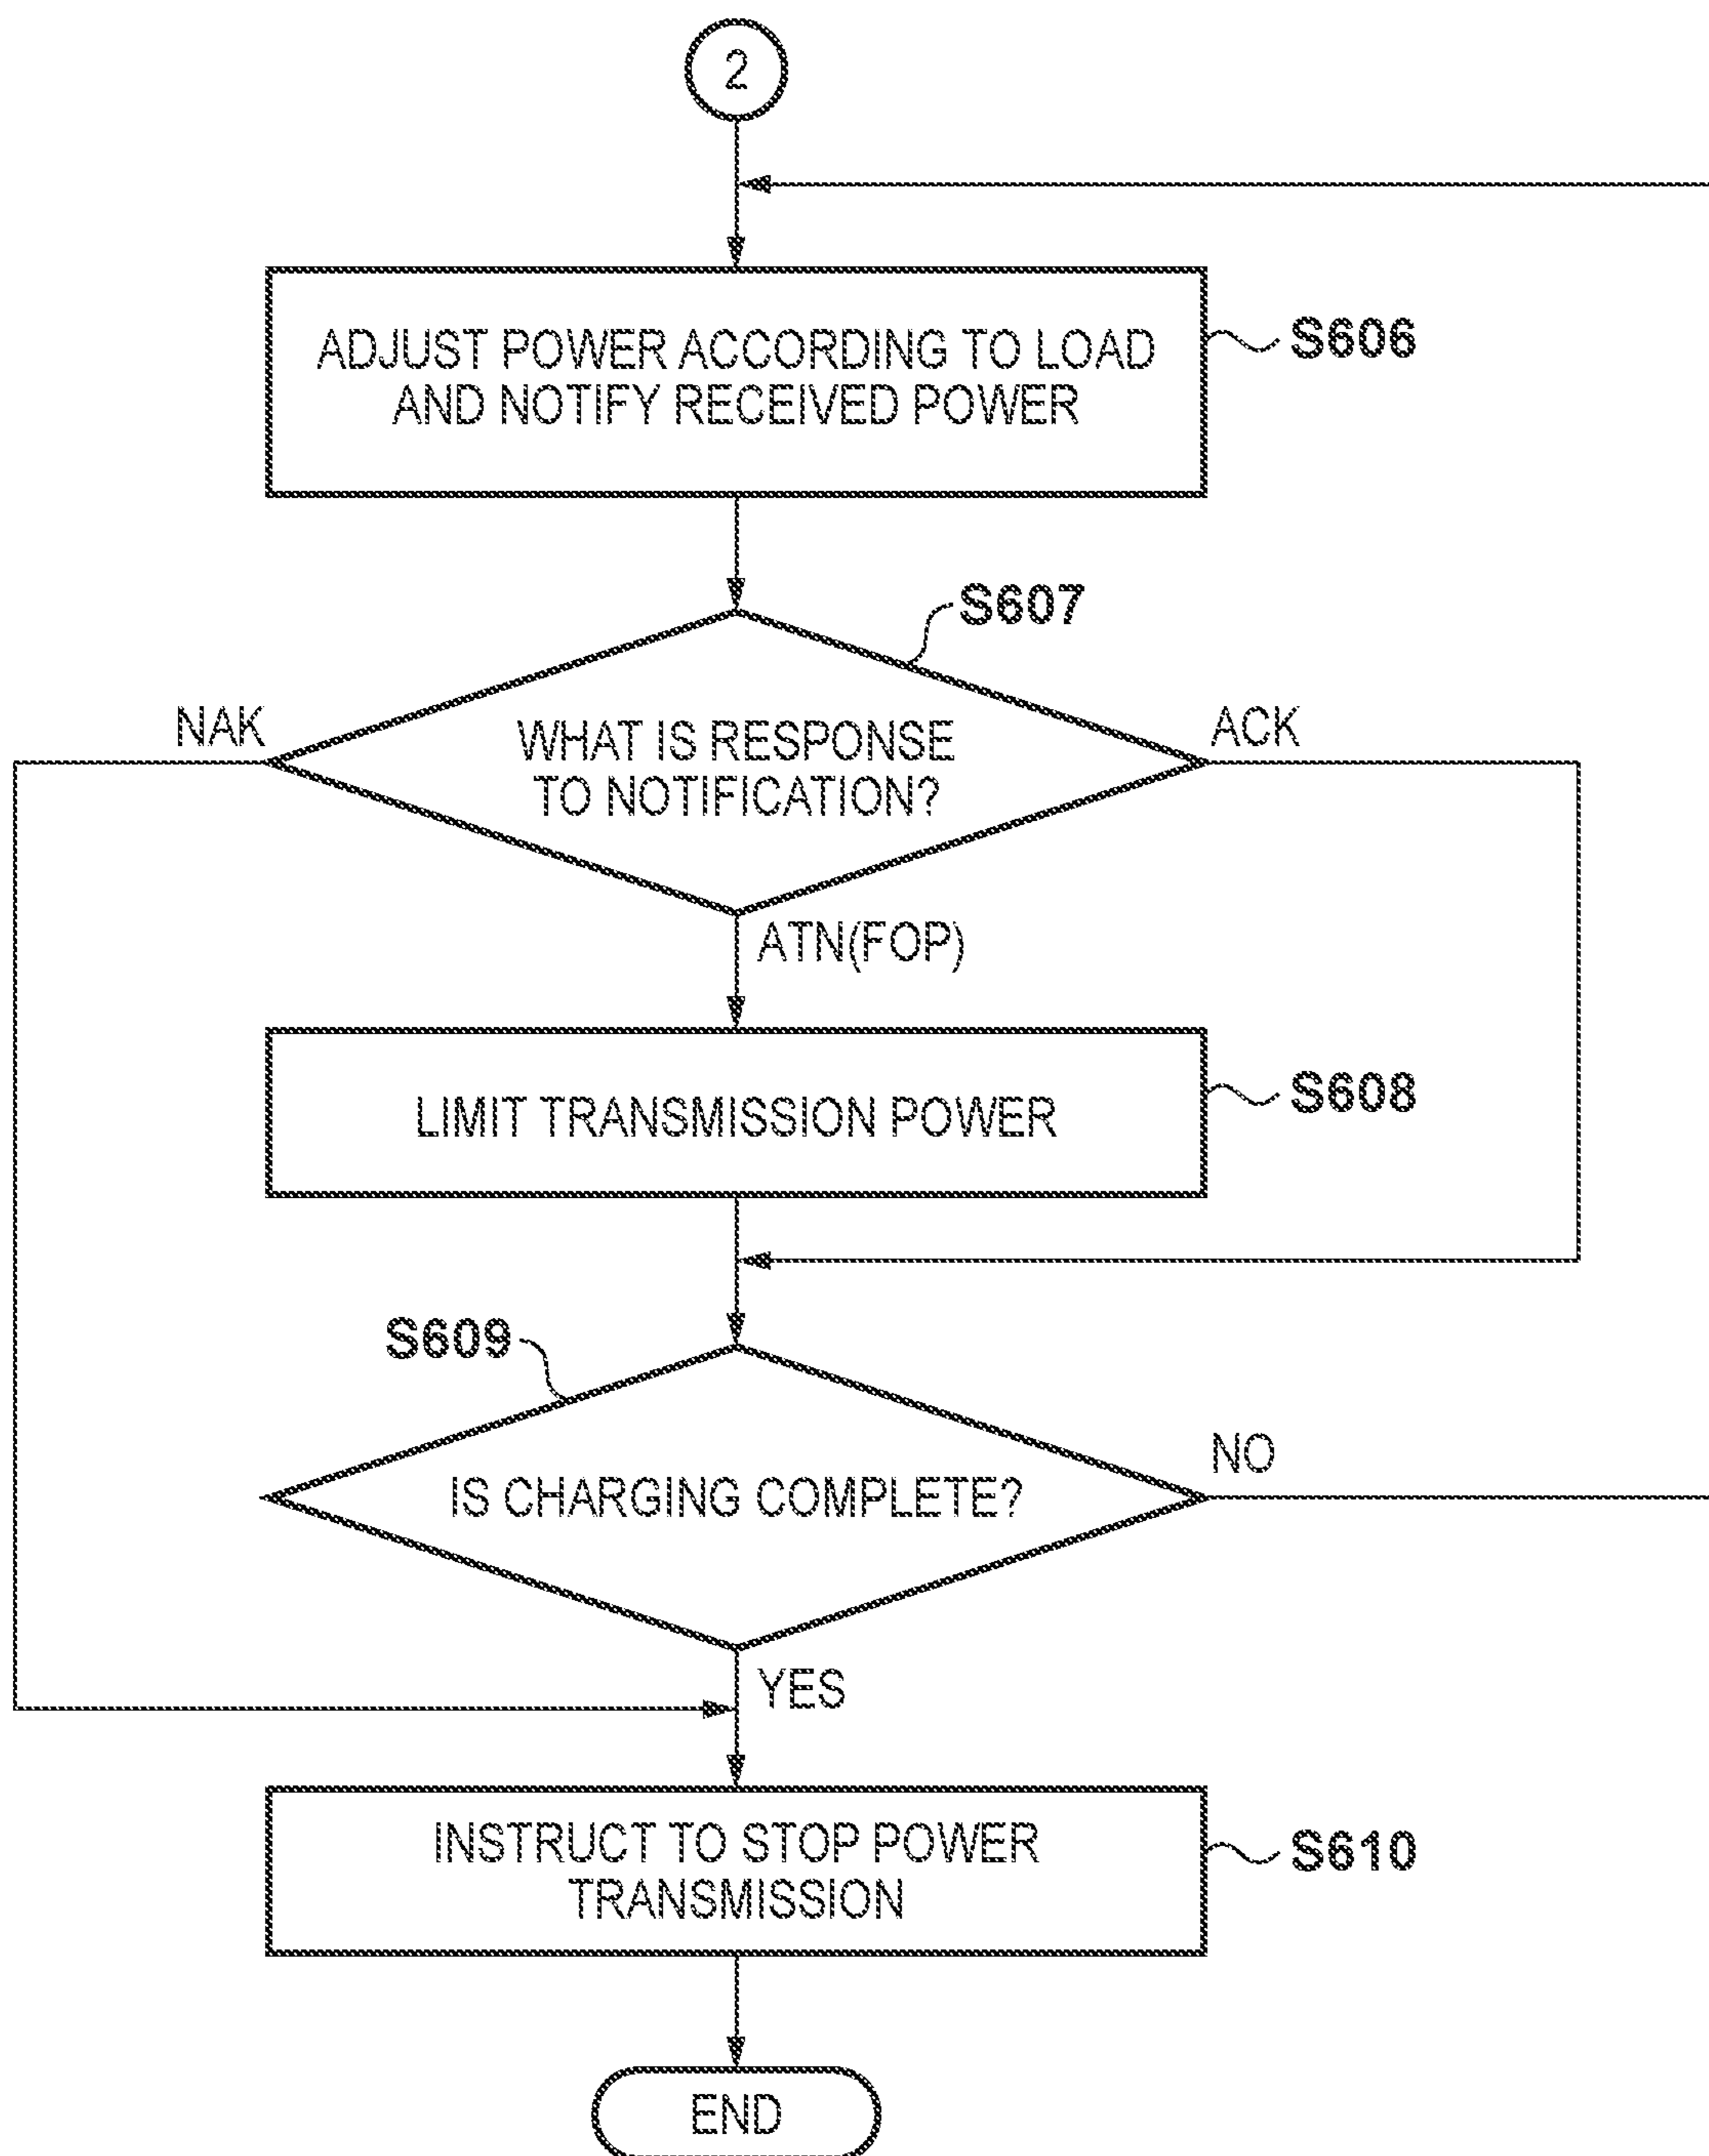 2
ADJUST POWER ACCORDING TO LOAD
AND NOTIFY RECEIVED POWER
S606
S607
NAK
WHAT IS RESPONSE
TO NOTIFICATION?
ACK
ATN(FOP)
LIMIT TRANSMISSION POWER
S608
S609
IS CHARGING COMPLETE?
NO
YES
INSTRUCT TO STOP POWER
TRANSMISSION
S610
END